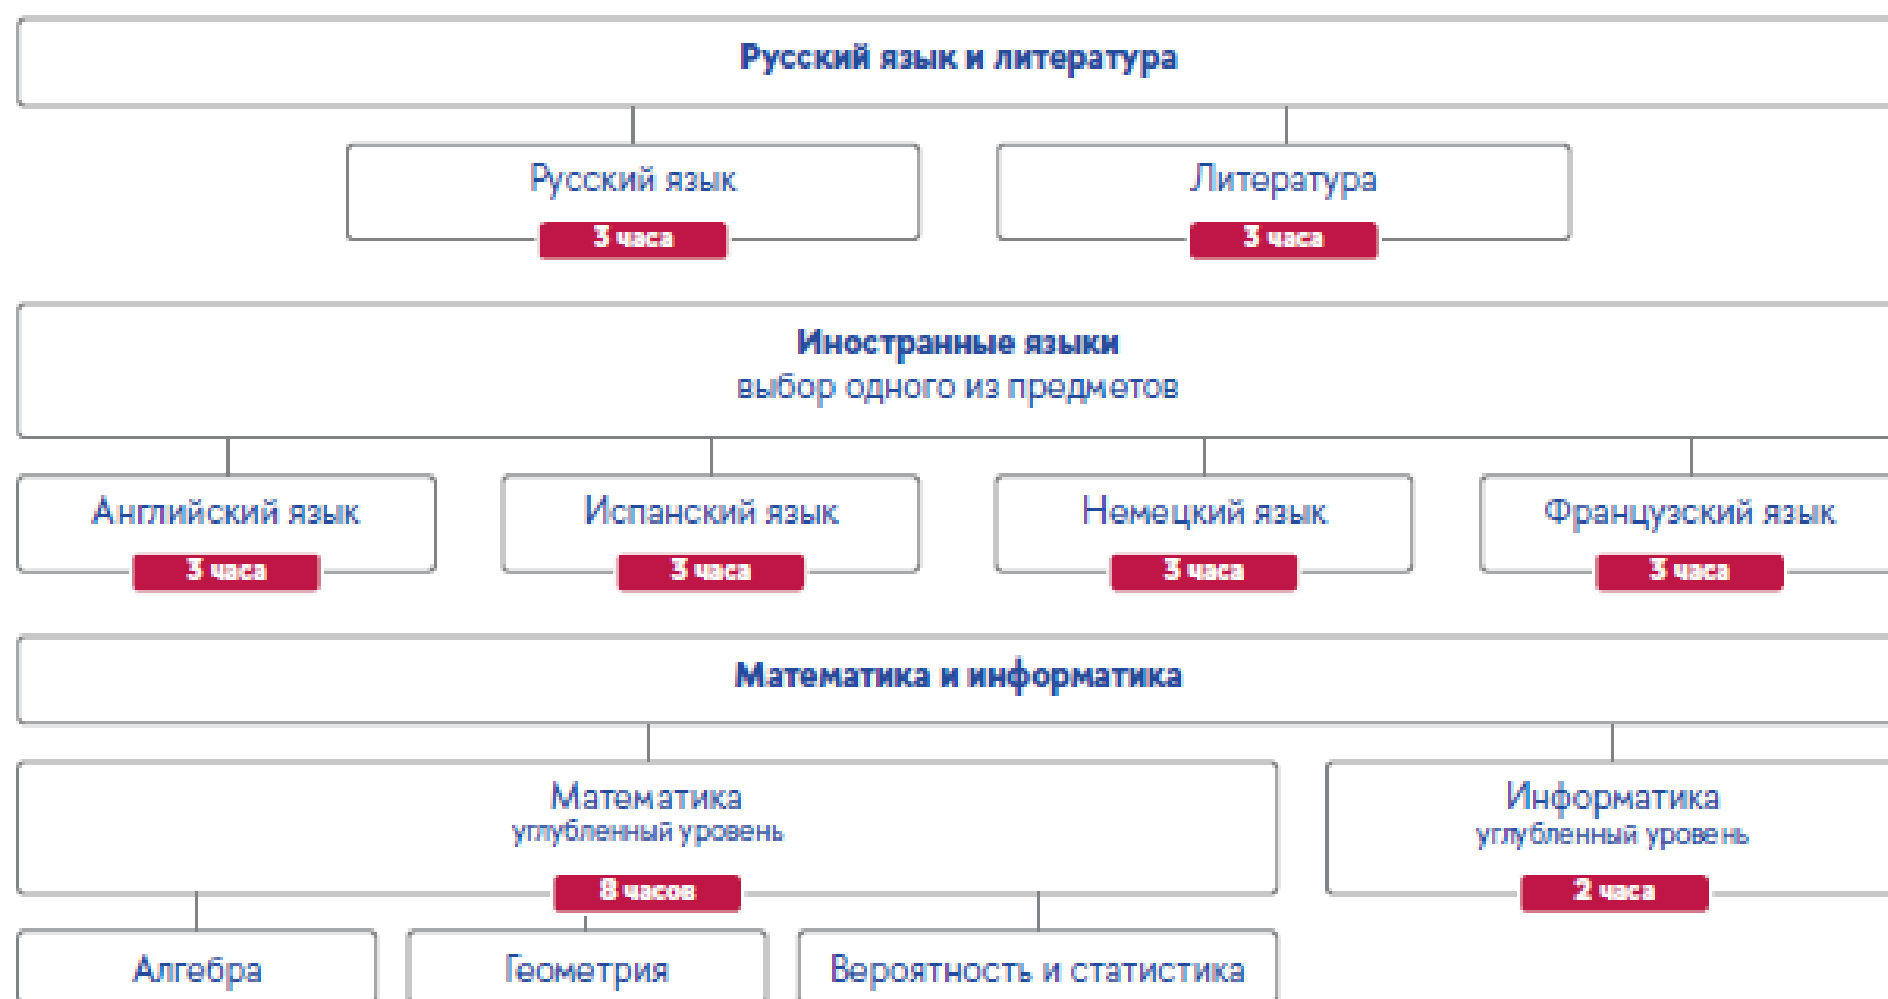 Русский язык и литература
Русский язык
Литература
3 часа
3 часа
Иностранные языки
выбор одного из предметов
Английский язык
Испанский язык
Немецкий язык
Французский язык
3 часа
3 часа
3 часа
3 часа
Математика и информатика
Математика
углубленный уровень
Информатика
углубленный уровень
8 часов
2 часа
Алгебра
Геометрия
Вероятность и статистика